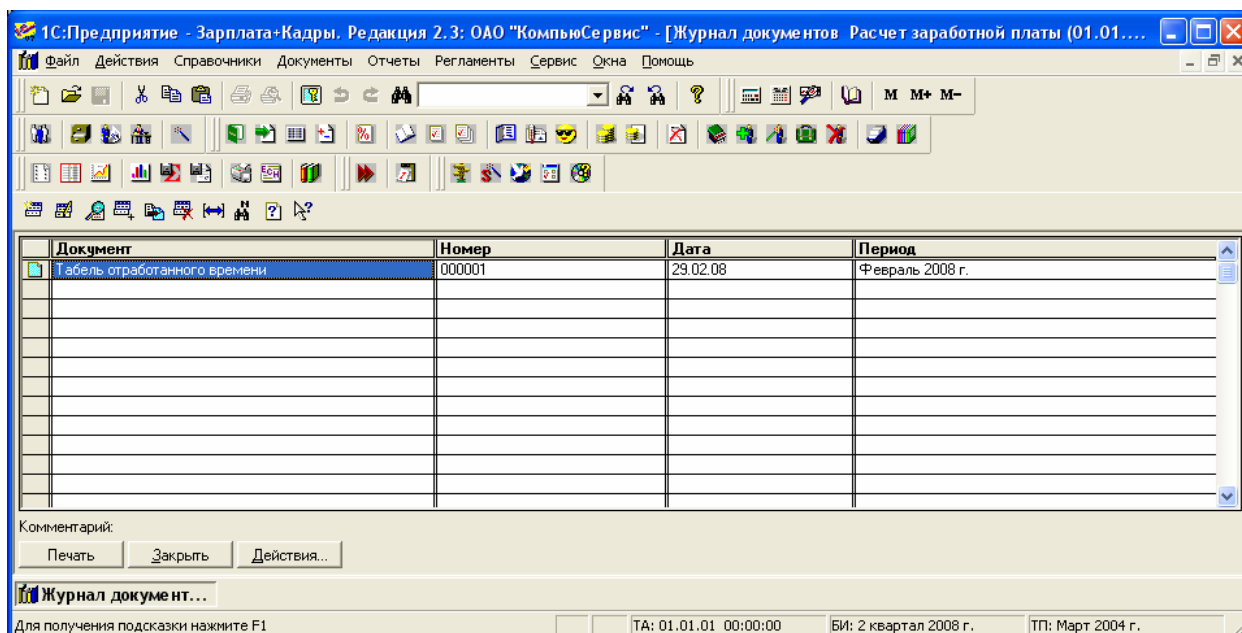 1С:Предприятие - Зарплата+Кадры. Редакция 2.3: ОАО "КомпьюСервис" - [Журнал документов Расчет заработной платы (01.01....
Файл Действия Справочники Документы Отчеты Регламенты Сервис Окна Помощь
M M+ M-
Документ Номер Дата Период
Табель отработанного времени 000001 29.02.08 Февраль 2008 г.
Комментарий:
Печать Закрыть Действия...
Журнал документ...
Для получения подсказки нажмите F1 ТА: 01.01.01 00:00:00 БИ: 2 квартал 2008 г. ТП: Март 2004 г.